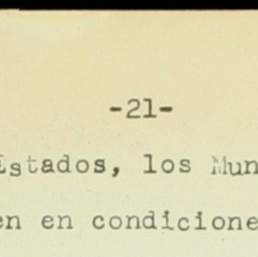 -21-
Estados, los Mun
en en condicione